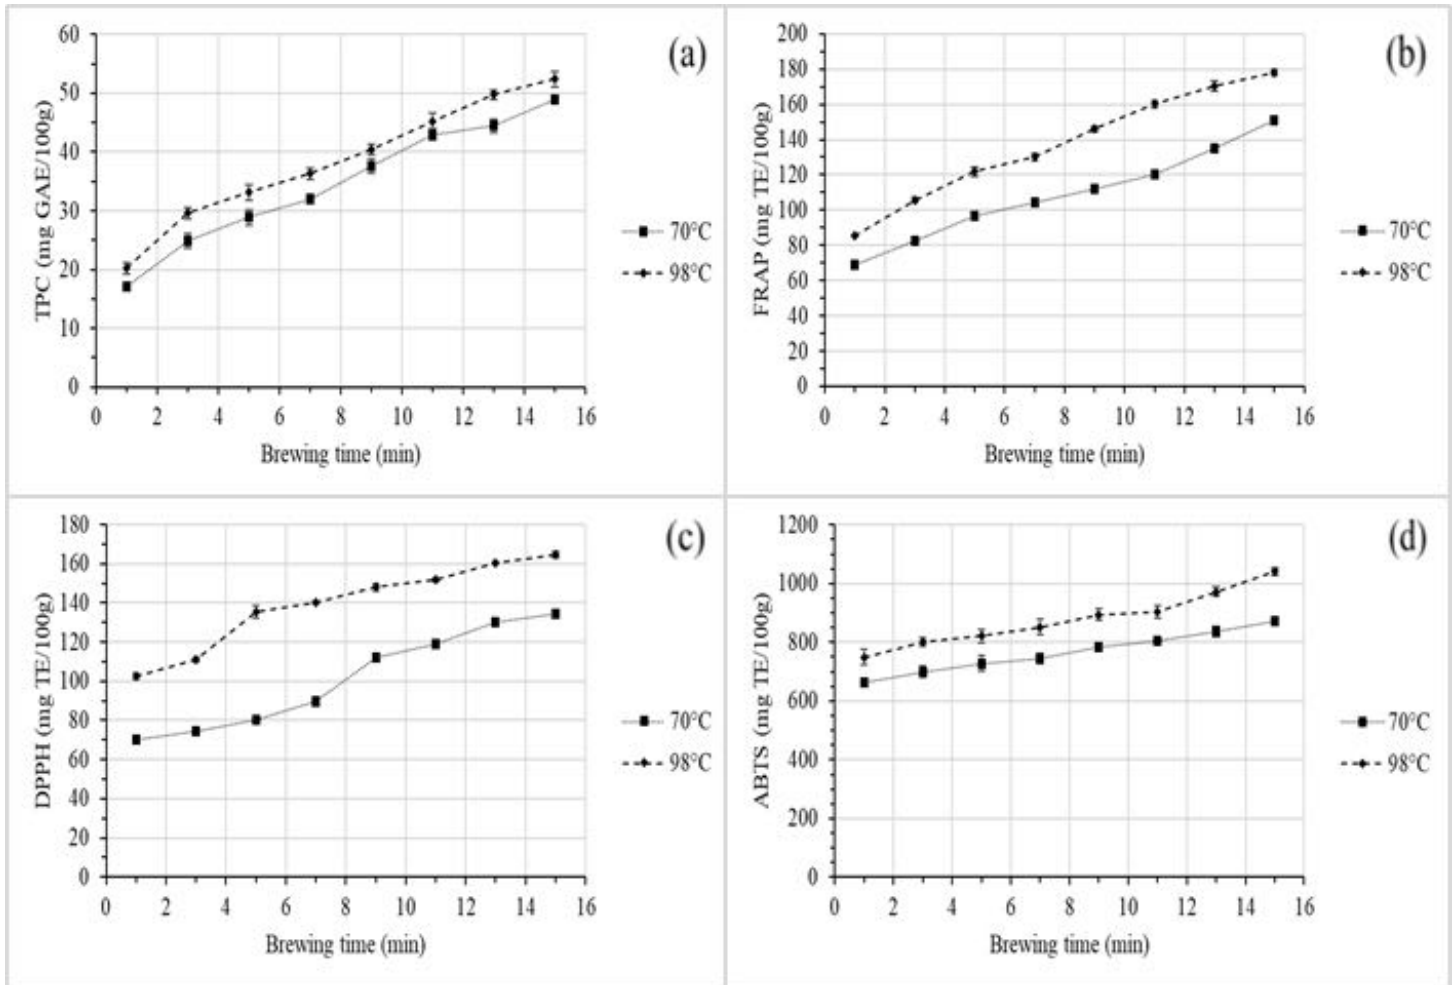 (a)
60
50
40
30
20
10
0
TPC (mg GAE/100g)
0 2 4 6 8 10 12 14 16
Brewing time (min)
70°C
98°C
(b)
200
180
160
140
120
100
80
60
40
20
0
FRAP (mg TE/100g)
0 2 4 6 8 10 12 14 16
Brewing time (min)
70°C
98°C
(c)
180
160
140
120
100
80
60
40
20
0
DPPH (mg TE/100g)
0 2 4 6 8 10 12 14 16
Brewing time (min)
70°C
98°C
(d)
1200
1000
800
600
400
200
0
ABTS (mg TE/100g)
0 2 4 6 8 10 12 14 16
Brewing time (min)
70°C
98°C